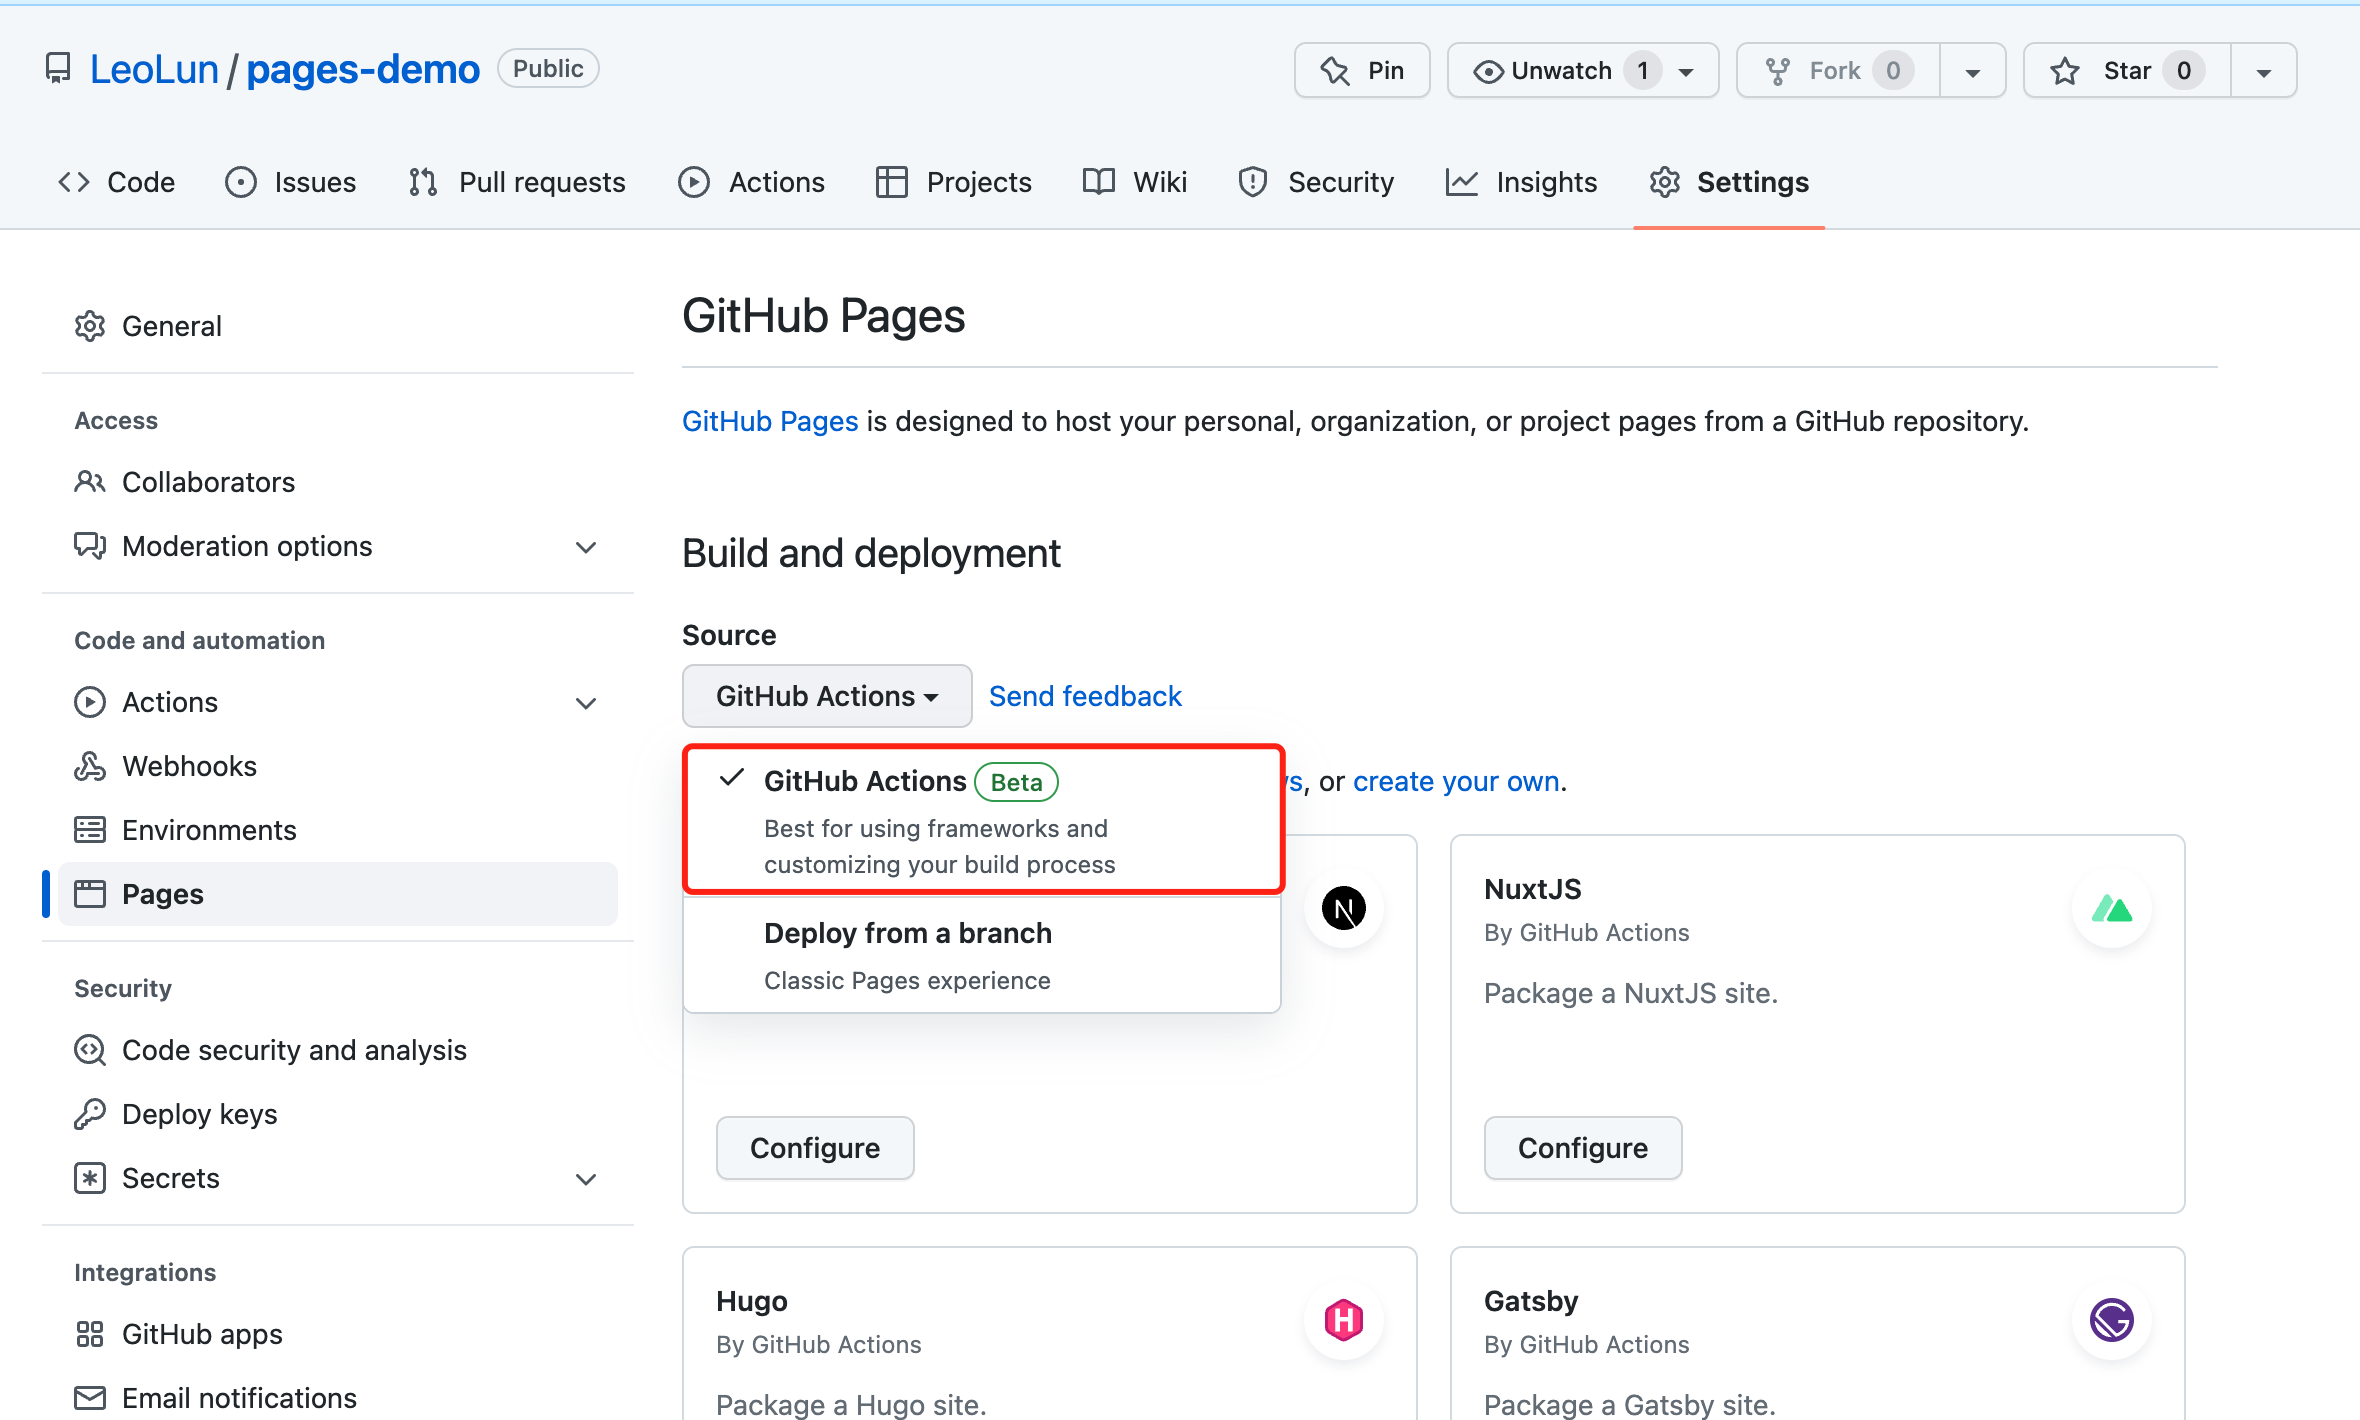 LeoLun / pages-demo Public
Pin
Unwatch 1
Fork 0
Star 0
Code
Issues
Pull requests
Actions
Projects
Wiki
Security
Insights
Settings
General
Access
Collaborators
Moderation options
Code and automation
Actions
Webhooks
Environments
Pages
Security
Code security and analysis
Deploy keys
Secrets
Integrations
GitHub apps
Email notifications
GitHub Pages
GitHub Pages is designed to host your personal, organization, or project pages from a GitHub repository.
Build and deployment
Source
GitHub Actions
Send feedback
GitHub Actions Beta
Best for using frameworks and
customizing your build process
Deploy from a branch
Classic Pages experience
s, or create your own.
N
Configure
NuxtJS
By GitHub Actions
Package a NuxtJS site.
Configure
Hugo
By GitHub Actions
H
Package a Hugo site.
Gatsby
By GitHub Actions
Package a Gatsby site.